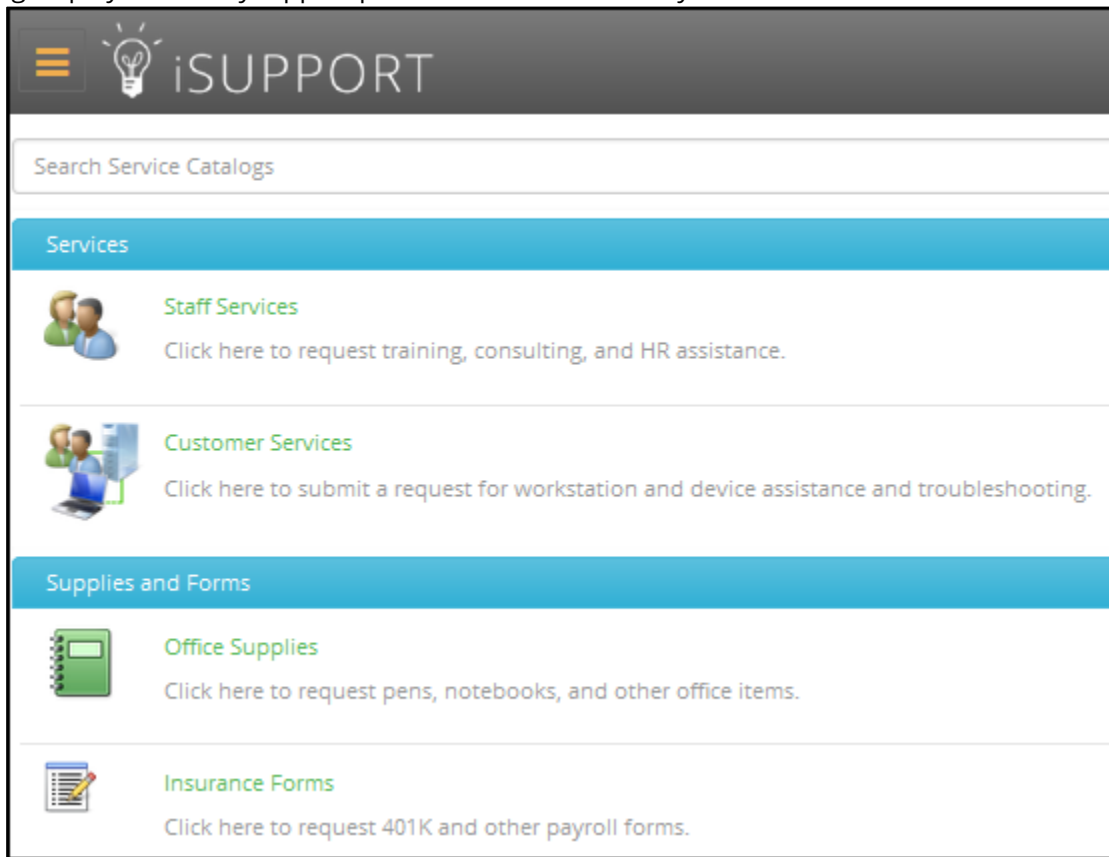 iSUPPORT
Search Service Catalogs
Services
Staff Services
Click here to request training, consulting, and HR assistance.
Customer Services
Click here to submit a request for workstation and device assistance and troubleshooting.
Supplies and Forms
Office Supplies
Click here to request pens, notebooks, and other office items.
Insurance Forms
Click here to request 401K and other payroll forms.